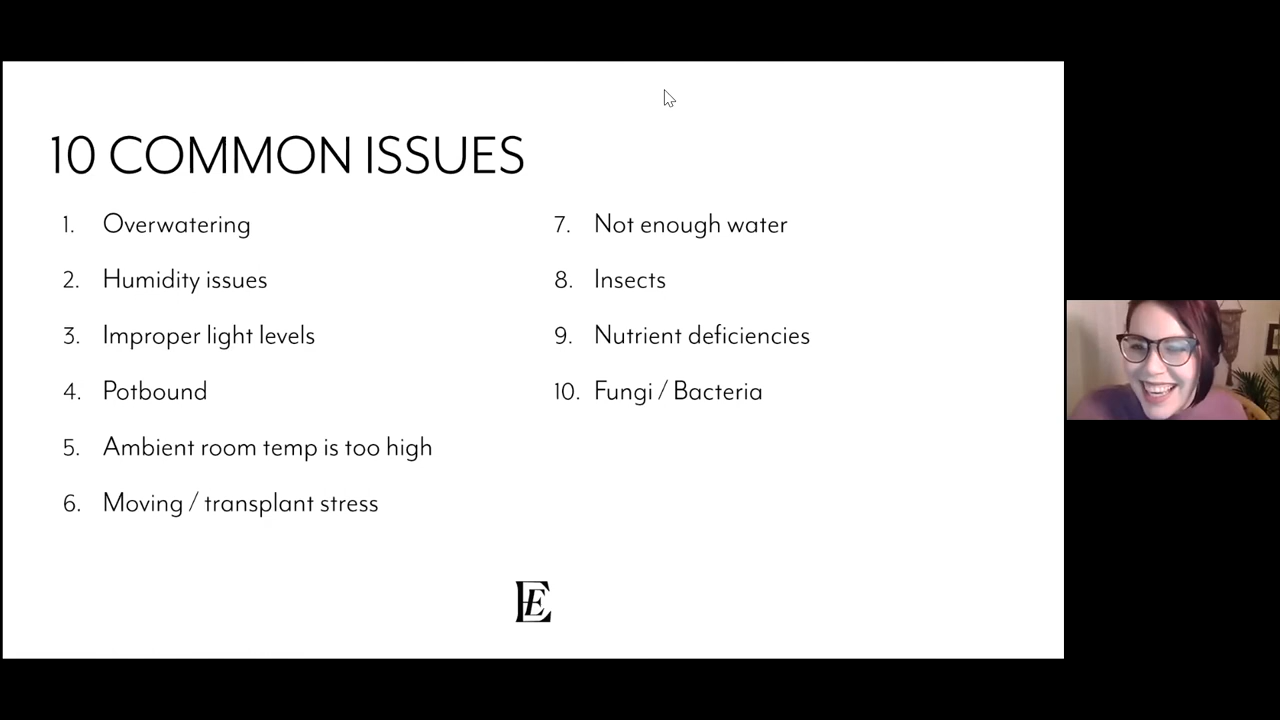 10 COMMON ISSUES
1. Overwatering
2. Humidity issues
3. Improper light levels
4. Potbound
5. Ambient room temp is too high
6. Moving / transplant stress
7. Not enough water
8. Insects
9. Nutrient deficiencies
10. Fungi / Bacteria
EE